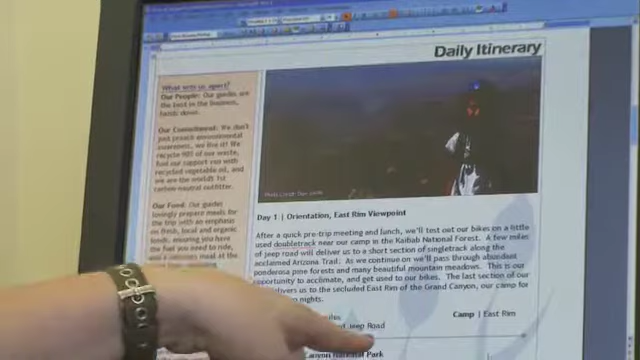 Daily Itinerary
What sets us apart?
Our People: Our guides
are the best in the business,
hands down.
Our Commitment: We don't
just preach environmental
awareness, we live it! We
recycle 90% of our waste,
fuel our support van with
recycled vegetable oil, and
we are the world's 1st
carbon neutral outfitter.
Our Food: Our guides
lovingly prepare meals for
the trip with an emphasis
on fresh, local and organic
foods, ensuring you have
the fuel you need to ride,
Day 1 | Orientation, East Rim Viewpoint
After a quick pre-trip meeting and lunch, we'll test out our bikes on a little
used doubletrack near our camp in the Kaibab National Forest. A few miles
of jeep road will deliver us to a short section of singletrack along the
acclaimed Arizona Trail. As we continue on we'll pass through abundant
ponderosa pine forests and many beautiful mountain meadows. This is our
opportunity to acclimate, and get used to our bikes. The last section of our
delivers us to the secluded East Rim of the Grand Canyon, our camp for
nights.
Camp | East Rim
Jeep Road
Canyon National Park